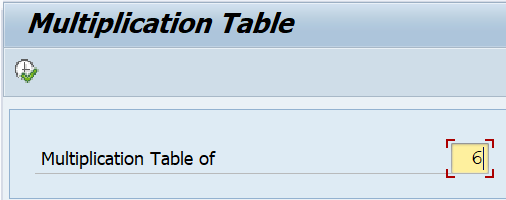 Multiplication Table
Multiplication Table of 6